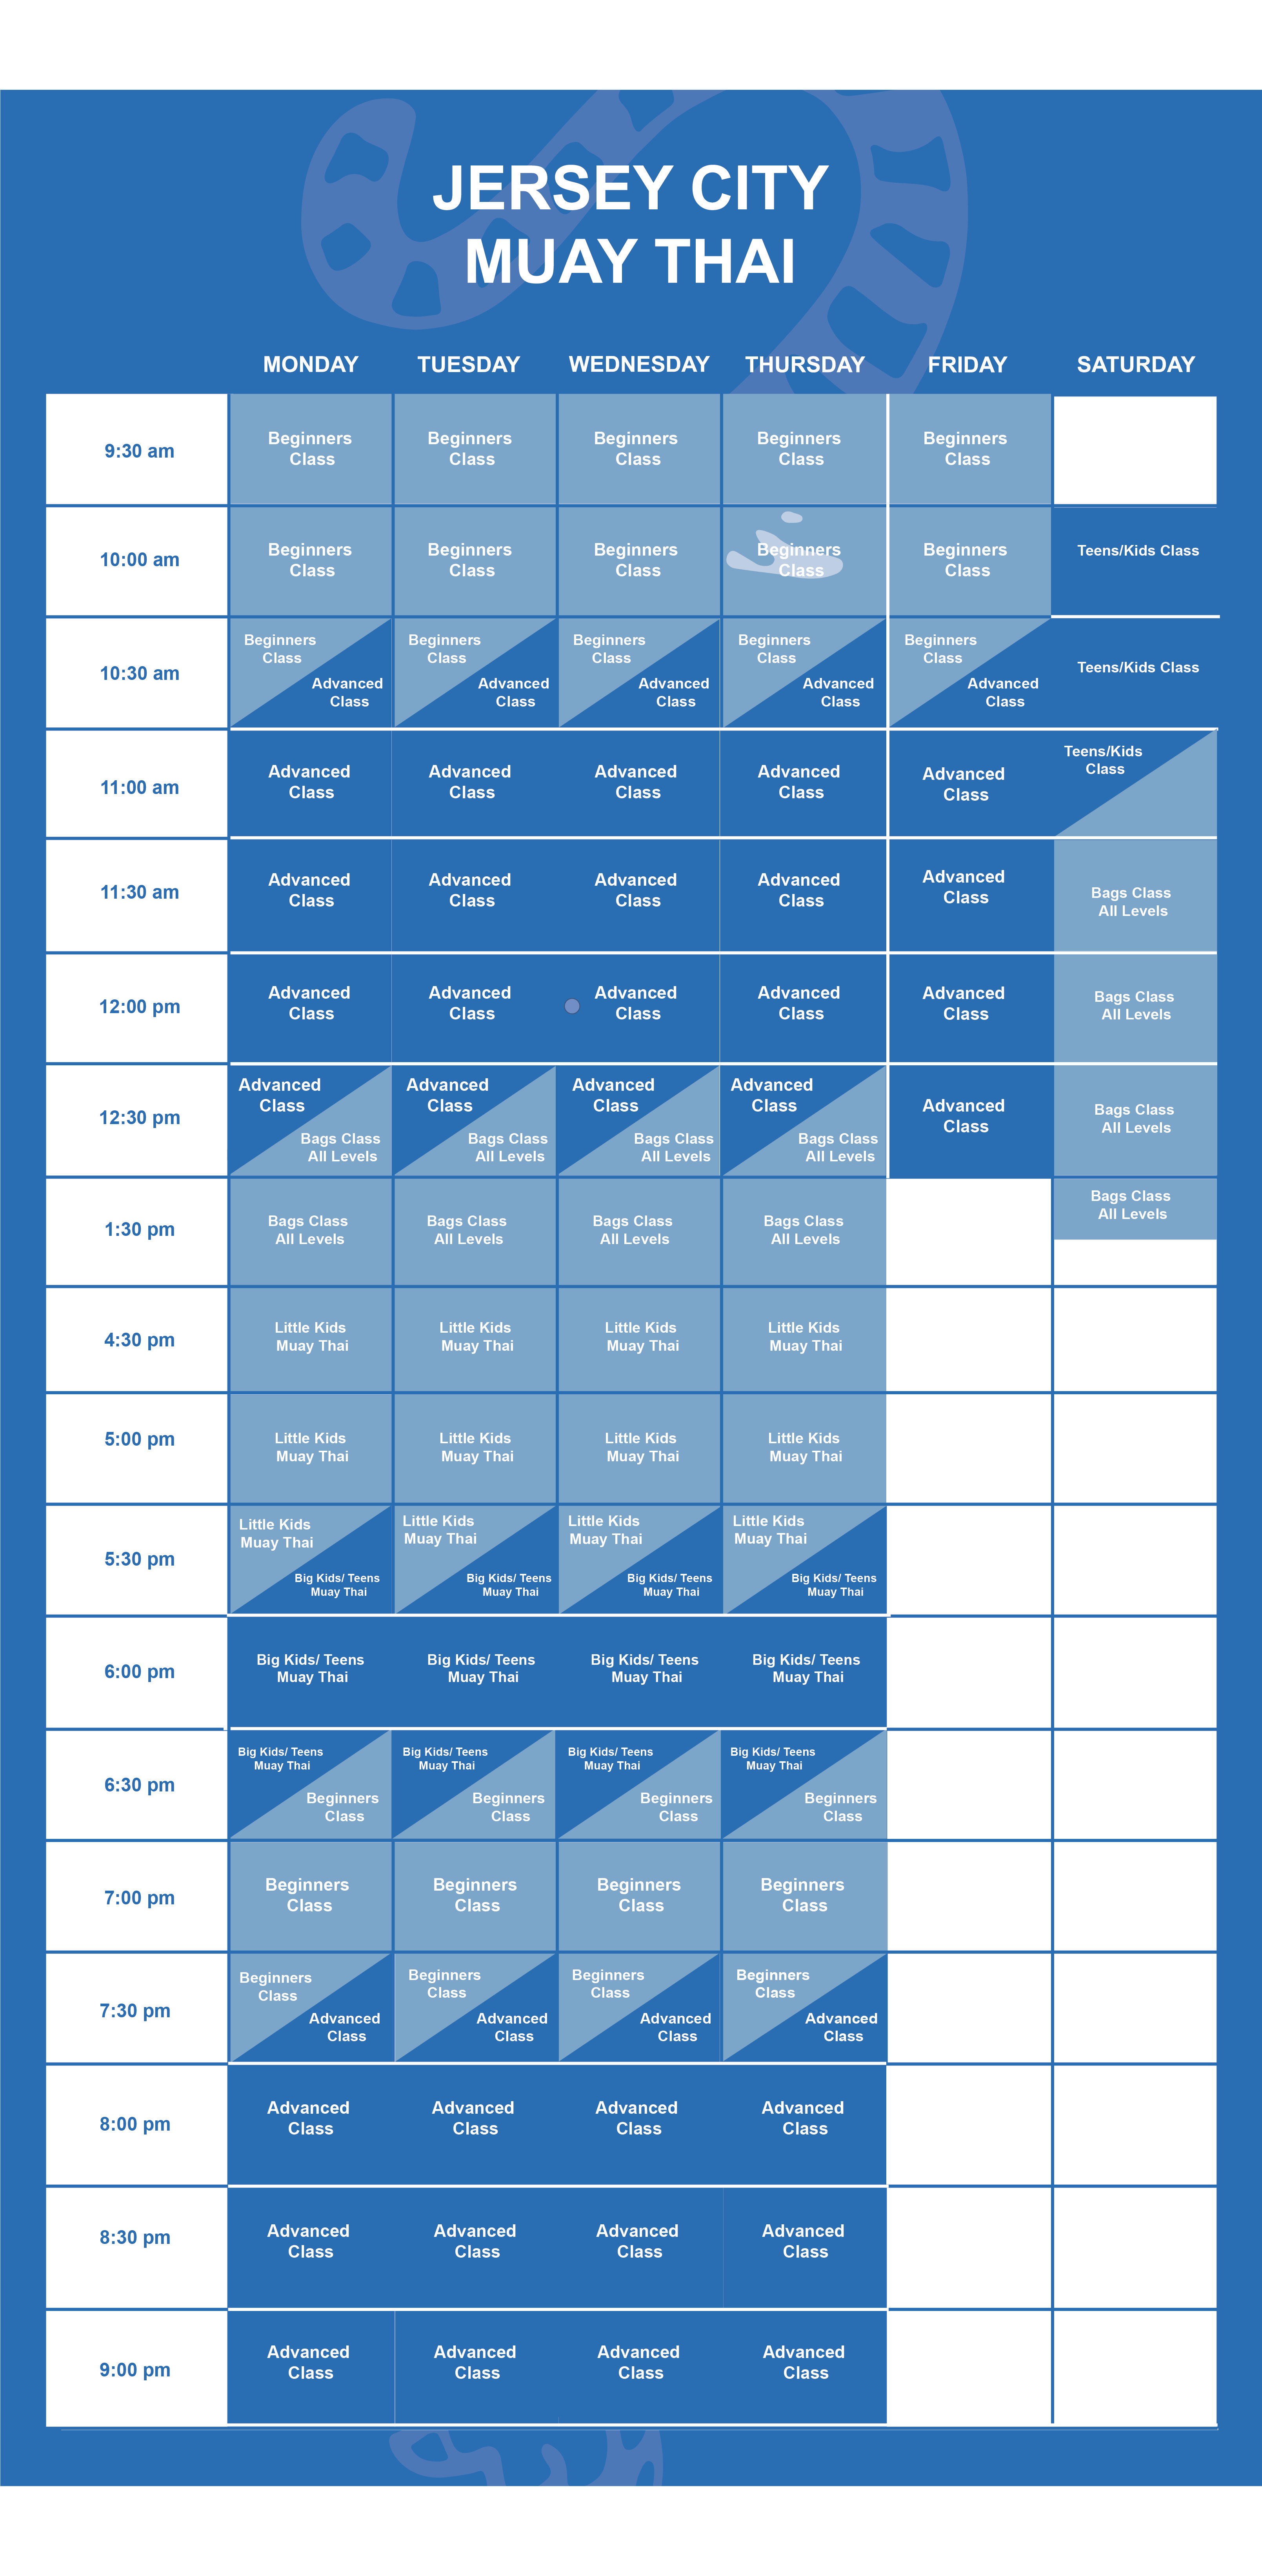 JERSEY CITY
MUAY THAI
MONDAY TUESDAY WEDNESDAY THURSDAY FRIDAY SATURDAY
9:30 am
Beginners Beginners Beginners Beginners Beginners
Class Class Class Class Class
10:00 am
Beginners Beginners Beginners Beginners Beginners
Class Class Class Class Class
Teens/Kids Class
10:30 am
Beginners Beginners Beginners Beginners Beginners
Class Class Class Class Class
Advanced Advanced Advanced Advanced Advanced
Class Class Class Class Class
Teens/Kids Class
11:00 am
Advanced Advanced Advanced Advanced Advanced
Class Class Class Class Class
Teens/Kids
Class
11:30 am
Advanced Advanced Advanced Advanced Advanced
Class Class Class Class Class
Bags Class
All Levels
12:00 pm
Advanced Advanced Advanced Advanced Advanced
Class Class Class Class Class
Bags Class
All Levels
12:30 pm
Advanced Advanced Advanced Advanced Advanced
Class Class Class Class Class
Bags Class Bags Class Bags Class Bags Class
All Levels All Levels All Levels All Levels
Bags Class
All Levels
1:30 pm
Bags Class Bags Class Bags Class Bags Class Bags Class
All Levels All Levels All Levels All Levels All Levels
4:30 pm
Little Kids Little Kids Little Kids Little Kids
Muay Thai Muay Thai Muay Thai Muay Thai
5:00 pm
Little Kids Little Kids Little Kids Little Kids
Muay Thai Muay Thai Muay Thai Muay Thai
5:30 pm
Little Kids Little Kids Little Kids Little Kids
Muay Thai Muay Thai Muay Thai Muay Thai
Big Kids/ Teens Big Kids/ Teens Big Kids/ Teens Big Kids/ Teens
Muay Thai Muay Thai Muay Thai Muay Thai
6:00 pm
Big Kids/ Teens Big Kids/ Teens Big Kids/ Teens Big Kids/ Teens
Muay Thai Muay Thai Muay Thai Muay Thai
6:30 pm
Big Kids/ Teens Big Kids/ Teens Big Kids/ Teens Big Kids/ Teens
Muay Thai Muay Thai Muay Thai Muay Thai
Beginners Beginners Beginners Beginners
Class Class Class Class
7:00 pm
Beginners Beginners Beginners Beginners
Class Class Class Class
7:30 pm
Beginners Beginners Beginners Beginners
Class Class Class Class
Advanced Advanced Advanced Advanced
Class Class Class Class
8:00 pm
Advanced Advanced Advanced Advanced
Class Class Class Class
8:30 pm
Advanced Advanced Advanced Advanced
Class Class Class Class
9:00 pm
Advanced Advanced Advanced Advanced
Class Class Class Class